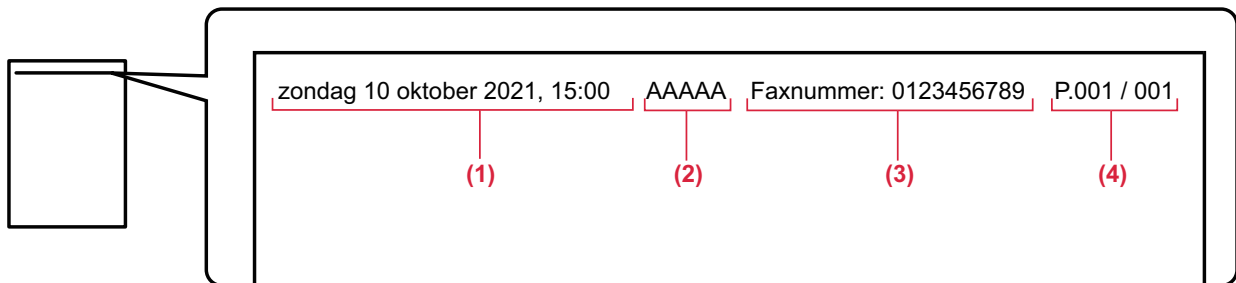 zondag 10 oktober 2021, 15:00 AAAAA Faxnummer: 0123456789 P.001 / 001
(1) (2) (3) (4)